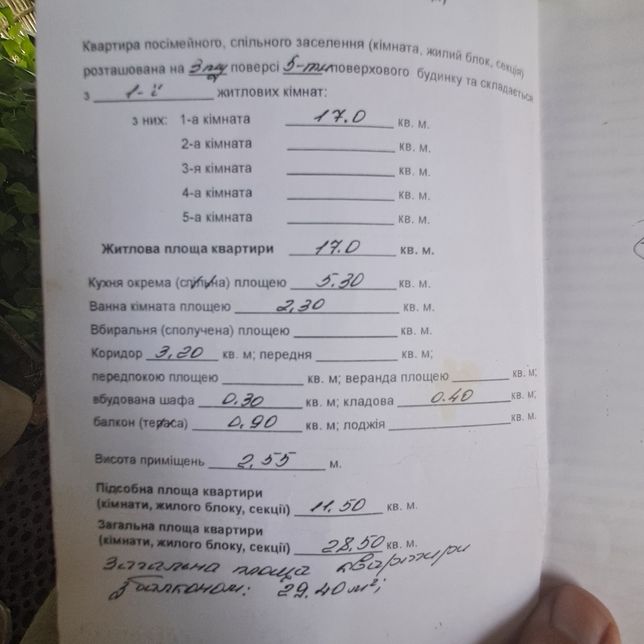 Квартира посімейного, спільного заселення (кімната, жилий блок, секція)
розташована на 3му поверсі 5-ти поверхового будинку та складається
з 1-ї житлових кімнат:
з них: 1-а кімната 17.0 кв. м.
2-а кімната кв. м.
3-я кімната кв. м.
4-а кімната кв. м.
5-а кімната кв. м.
Житлова площа квартири 17.0 кв. м.
Кухня окрема (спільна) площею 5.30 кв. м.
Ванна кімната площею 2,30 кв. м.
Вбиральня (сполучена) площею кв. м.
Коридор 3,20 кв. м; передня кв. м;
передпокою площею кв. м; веранда площею кв. м;
вбудована шафа 0.30 кв. м; кладова 0.40 кв. м;
балкон (тераса) 0,90 кв. м; лоджія кв. м.
Висота приміщень 2,55 м.
Підсобна площа квартири
(кімнати, жилого блоку, секції) 11,50 кв. м.
Загальна площа квартири
(кімнати, жилого блоку, секції) 28,50 кв. м.
Загальна площа квартири
з балконом: 29.40 м²;